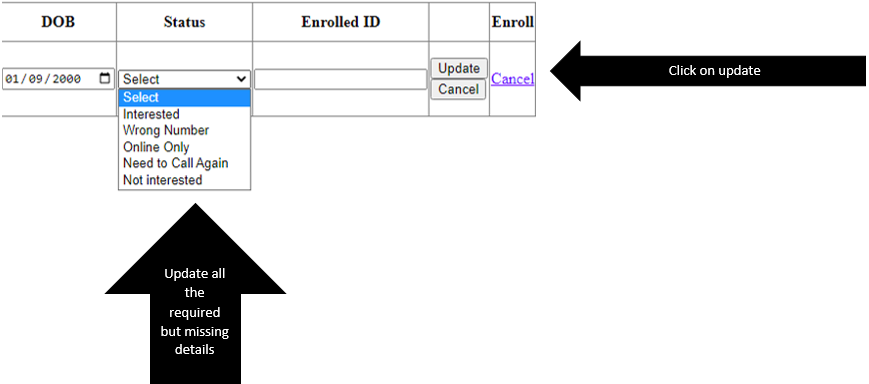 DOB Status Enrolled ID Enroll
01/09/2000 Select Update Cancel Click on update
Cancel
Select
Interested
Wrong Number
Online Only
Need to Call Again
Not interested
Update all
the
required
but missing
details